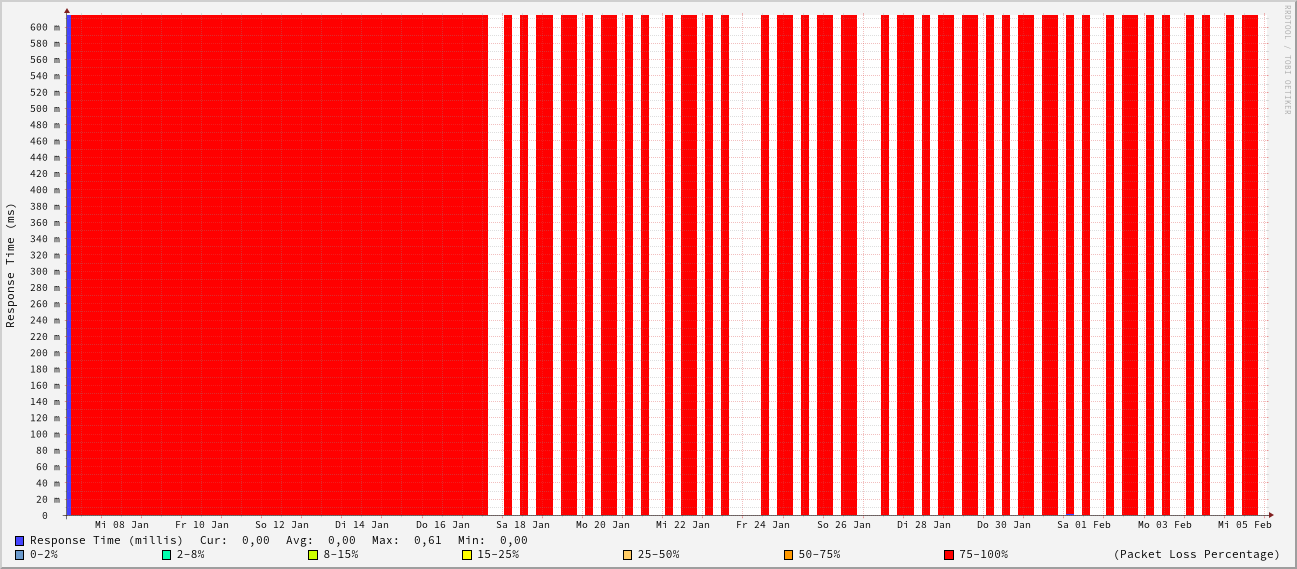 RRDTOOL / TOBI OETIKER
Response Time (ms)
600 m
580 m
560 m
540 m
520 m
500 m
480 m
460 m
440 m
420 m
400 m
380 m
360 m
340 m
320 m
300 m
280 m
260 m
240 m
220 m
200 m
180 m
160 m
140 m
120 m
100 m
80 m
60 m
40 m
20 m
0
Mi 08 Jan Fr 10 Jan So 12 Jan Di 14 Jan Do 16 Jan Sa 18 Jan Mo 20 Jan Mi 22 Jan Fr 24 Jan So 26 Jan Di 28 Jan Do 30 Jan Sa 01 Feb Mo 03 Feb Mi 05 Feb
Response Time (millis) Cur: 0,00 Avg: 0,00 Max: 0,61 Min: 0,00
0-2% 2-8% 8-15% 15-25% 25-50% 50-75% 75-100% (Packet Loss Percentage)